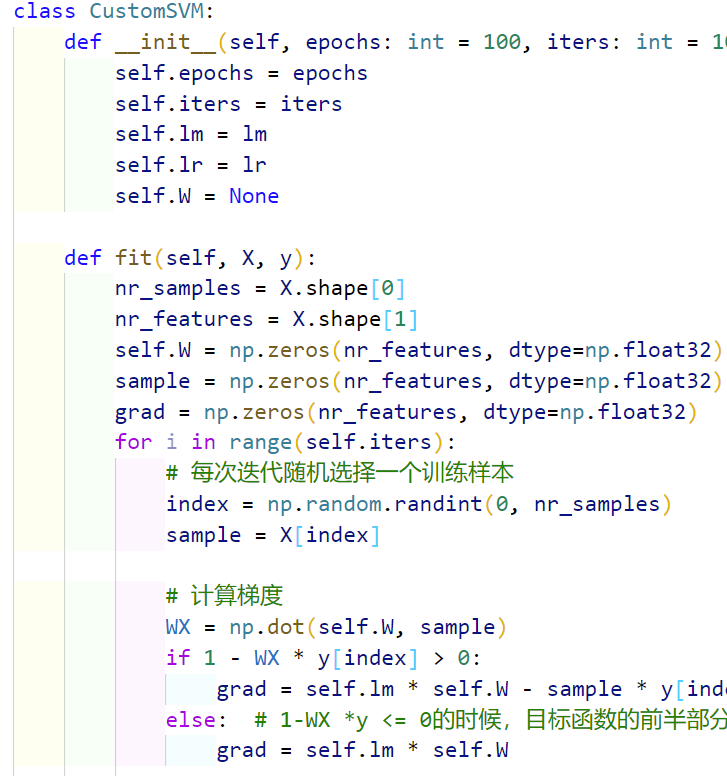 class CustomSVM:
def __init__(self, epochs: int = 100, iters: int = 1
self.epochs = epochs
self.iters = iters
self.lm = lm
self.lr = lr
self.W = None
def fit(self, X, y):
nr_samples = X.shape[0]
nr_features = X.shape[1]
self.W = np.zeros(nr_features, dtype=np.float32)
sample = np.zeros(nr_features, dtype=np.float32)
grad = np.zeros(nr_features, dtype=np.float32)
for i in range(self.iters):
# 每次迭代随机选择一个训练样本
index = np.random.randint(0, nr_samples)
sample = X[index]
# 计算梯度
WX = np.dot(self.W, sample)
if 1 - WX * y[index] > 0:
grad = self.lm * self.W - sample * y[ind
else:  # 1-WX *y <= 0的时候，目标函数的前半部分
grad = self.lm * self.W